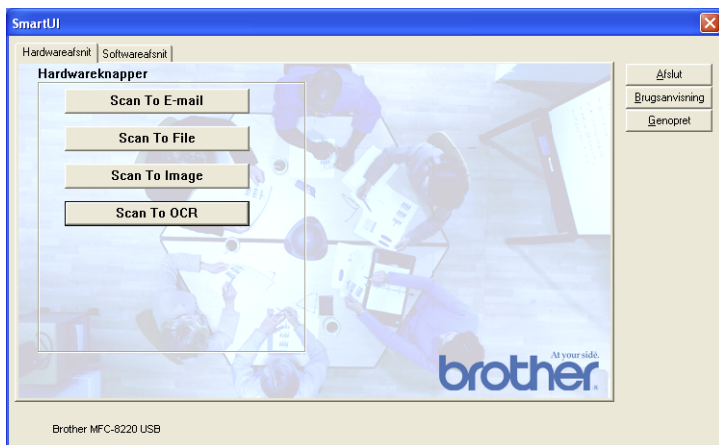 SmartUI
Hardwareafsnit Softwareafsnit
Hardwareknapper
Scan To E-mail
Scan To File
Scan To Image
Scan To OCR
Afslut
Brugsanvisning
Genopret
At your side.
brother
Brother MFC-8220 USB